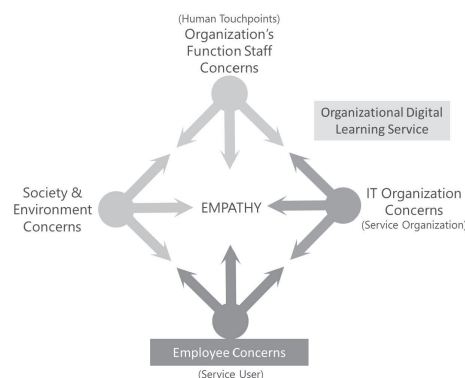 (Human Touchpoints)
Organization's
Function Staff
Concerns
Organizational Digital
Learning Service
Society &
Environment
Concerns
EMPATHY
IT Organization
Concerns
(Service Organization)
Employee Concerns
(Service User)